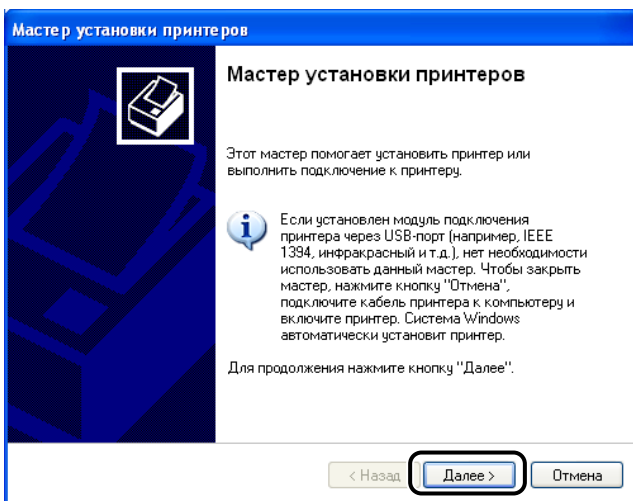 Мастер установки принтеров
Мастер установки принтеров
Этот мастер помогает установить принтер или
выполнить подключение к принтеру.
Если установлен модуль подключения
принтера через USB-порт (например, IEEE
1394, инфракрасный и т.д.), нет необходимости
использовать данный мастер. Чтобы закрыть
мастер, нажмите кнопку "Отмена",
подключите кабель принтера к компьютеру и
включите принтер. Система Windows
автоматически установит принтер.
Для продолжения нажмите кнопку "Далее".
< Назад Далее > Отмена